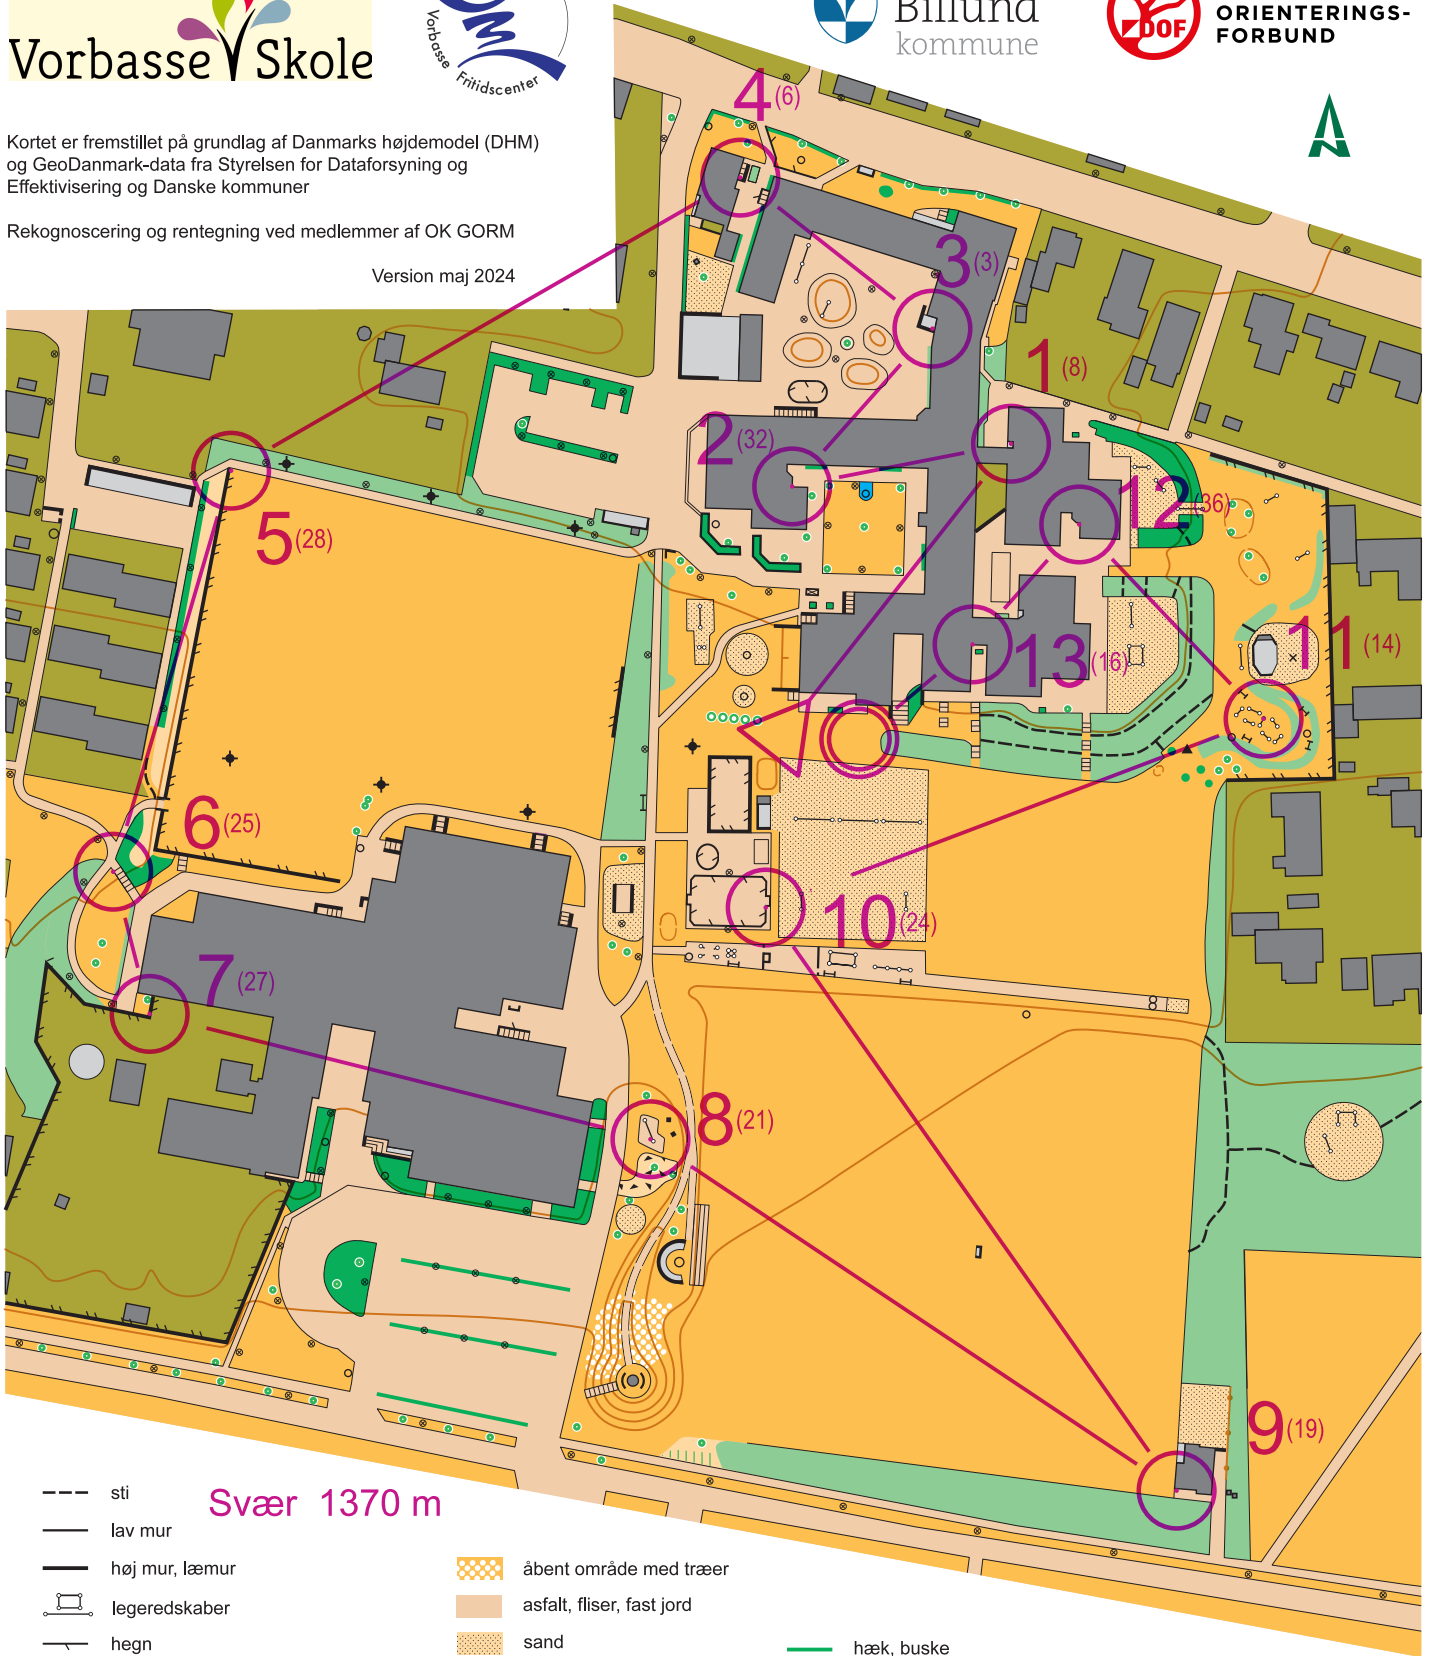 Vorbasse Skole
Vorbasse Fritidscenter
Billund
kommune
DOF
ORIENTERINGS-
FORBUND
Kortet er fremstillet på grundlag af Danmarks højdemodel (DHM)
og GeoDanmark-data fra Styrelsen for Dataforsyning og
Effektivisering og Danske kommuner
Rekognoscering og rentegning ved medlemmer af OK GORM
Version maj 2024
4(6)
3(3)
1(8)
2(32)
12(36)
5(28)
11(14)
13(16)
6(25)
10(24)
7(27)
8(21)
9(19)
Svær 1370 m
sti
lav mur
høj mur, læmur
legeredskaber
hegn
åbent område med træer
asfalt, fliser, fast jord
sand
hæk, buske